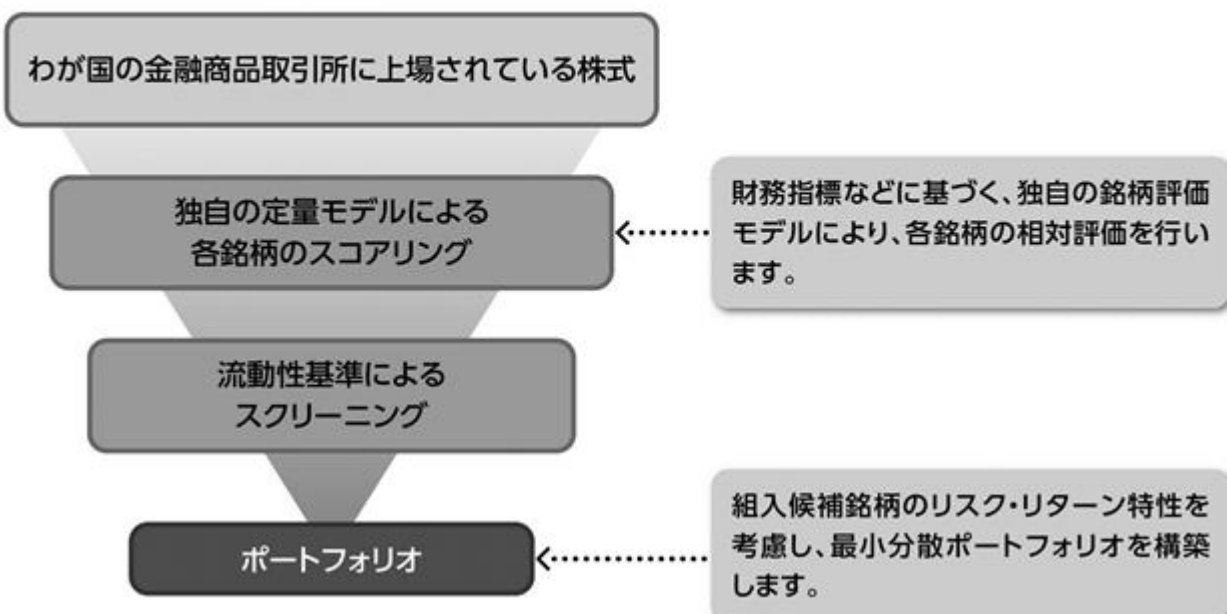 わが国の金融商品取引所に上場されている株式
独自の定量モデルによる
各銘柄のスコアリング
財務指標などに基づく、独自の銘柄評価
モデルにより、各銘柄の相対評価を行い
ます。
流動性基準による
スクリーニング
ポートフォリオ
組入候補銘柄のリスク・リターン特性を
考慮し、最小分散ポートフォリオを構築
します。